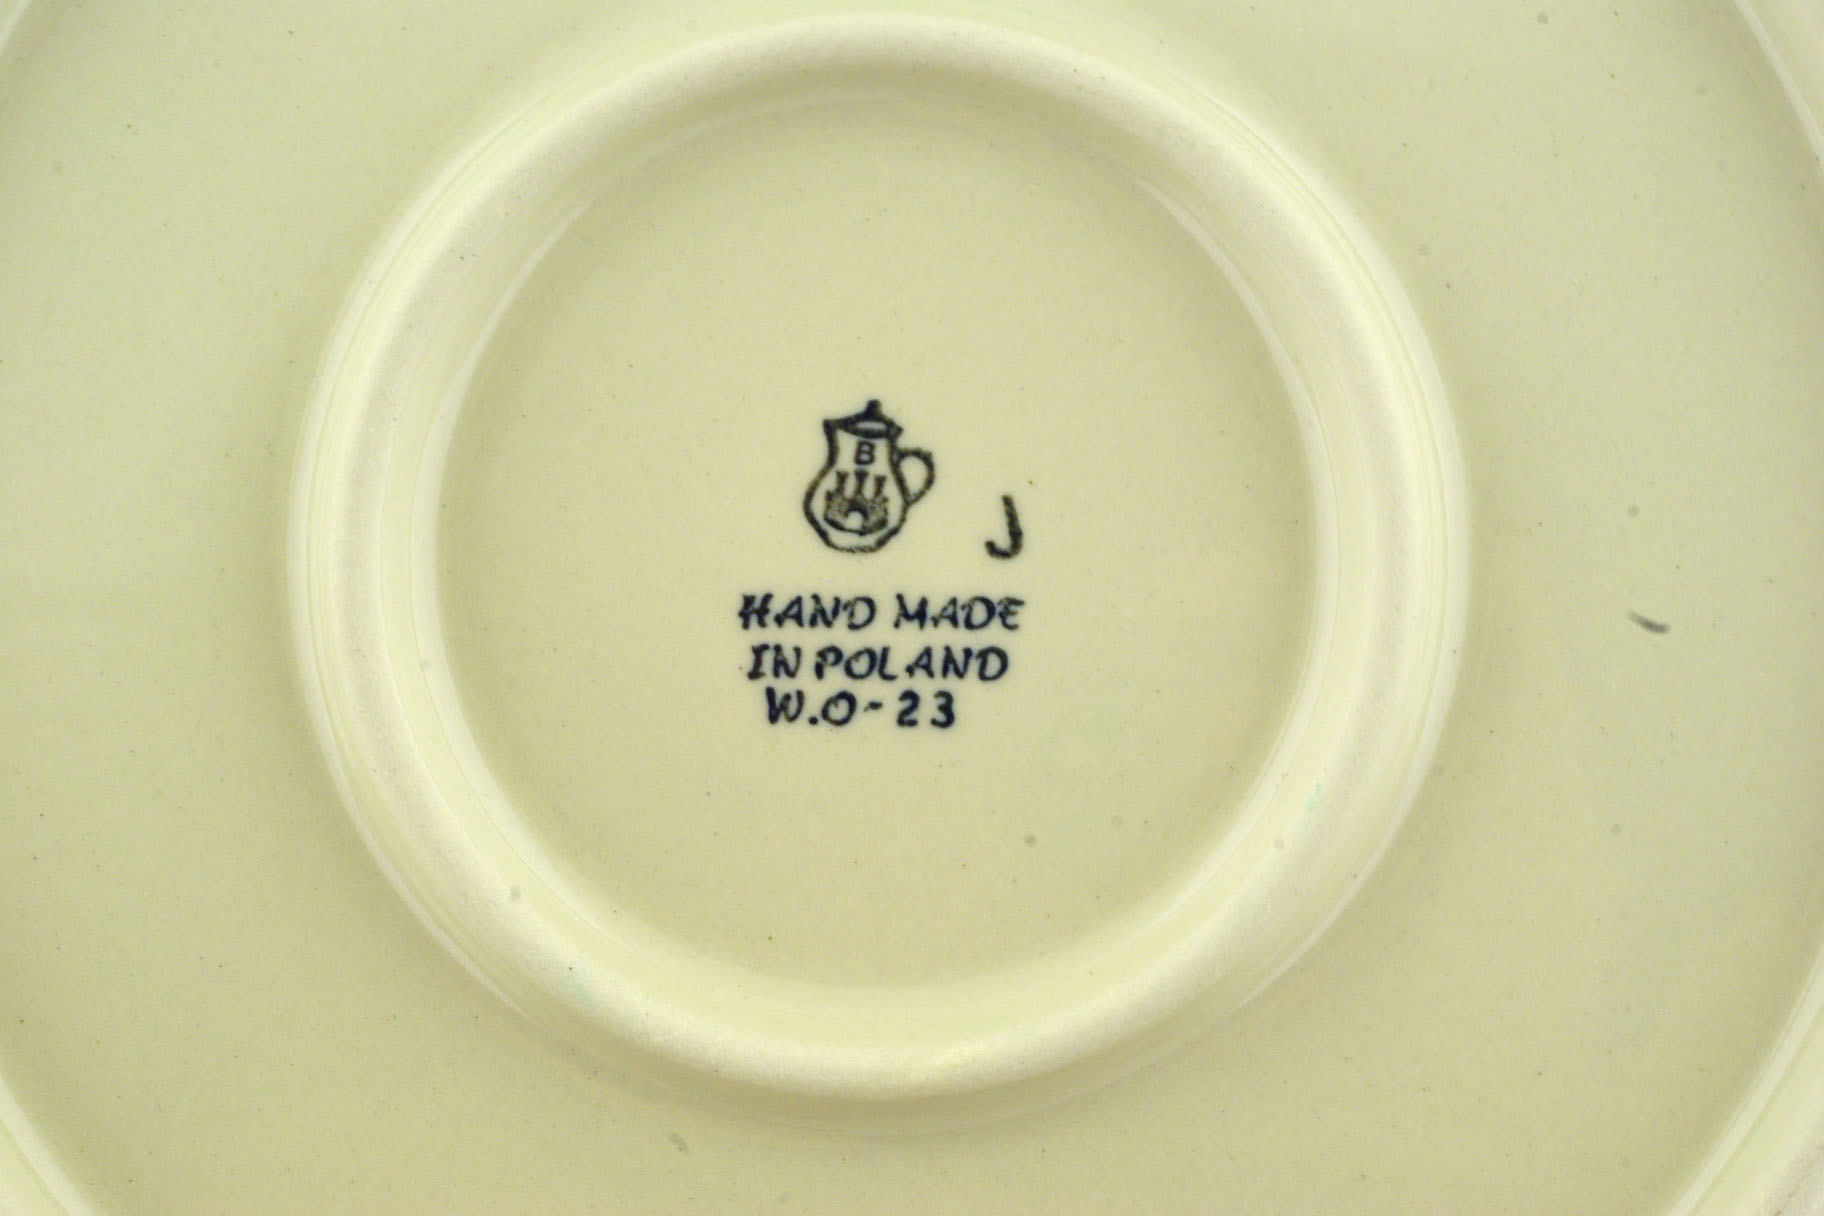 B
J
HAND MADE
IN POLAND
W.O-23